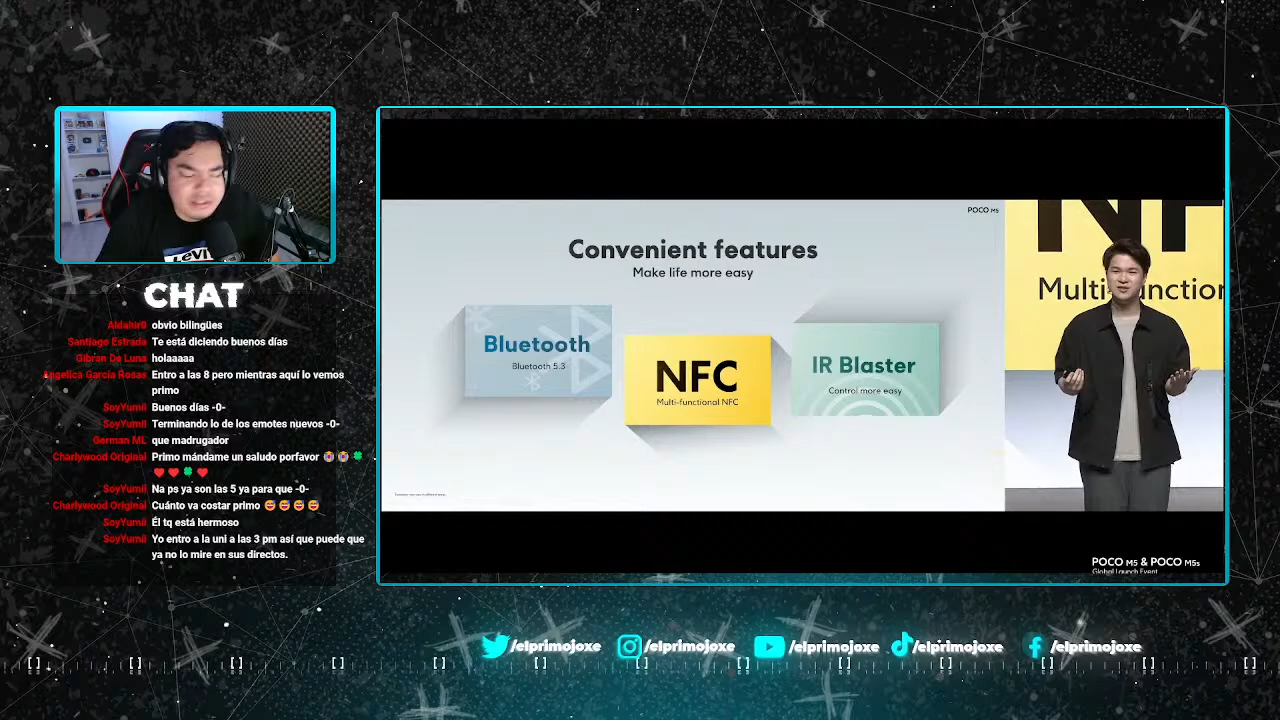 LEVI
CHAT
Aldahir0 obvio bilingües
Santiago Estrada Te está diciendo buenos días
Gibran De Luna holaaaaa
Angelica García Rosas Entro a las 8 pero mientras aquí lo vemos
primo
SoyYumii Buenos días -0-
SoyYumii Terminando lo de los emotes nuevos -0-
German ML que madrugador
Charlywood Original Primo mándame un saludo porfavor 😭 😭 🍀
♥ ♥ 🍀 ♥
SoyYumii Na ps ya son las 5 ya para que -0-
Charlywood Original Cuánto va costar primo 😅 😅 😅 😅
SoyYumii Él tq está hermoso
SoyYumii Yo entro a la uni a las 3 pm así que puede que
ya no lo mire en sus directos.
POCO M5
Convenient features
Make life more easy
Bluetooth
Bluetooth 5.3
NFC
Multi-functional NFC
IR Blaster
Control more easy
NF
Multi-function
POCO M5 & POCO M5s
Global Launch Event
/elprimojoxe /elprimojoxe /elprimojoxe /elprimojoxe /elprimojoxe